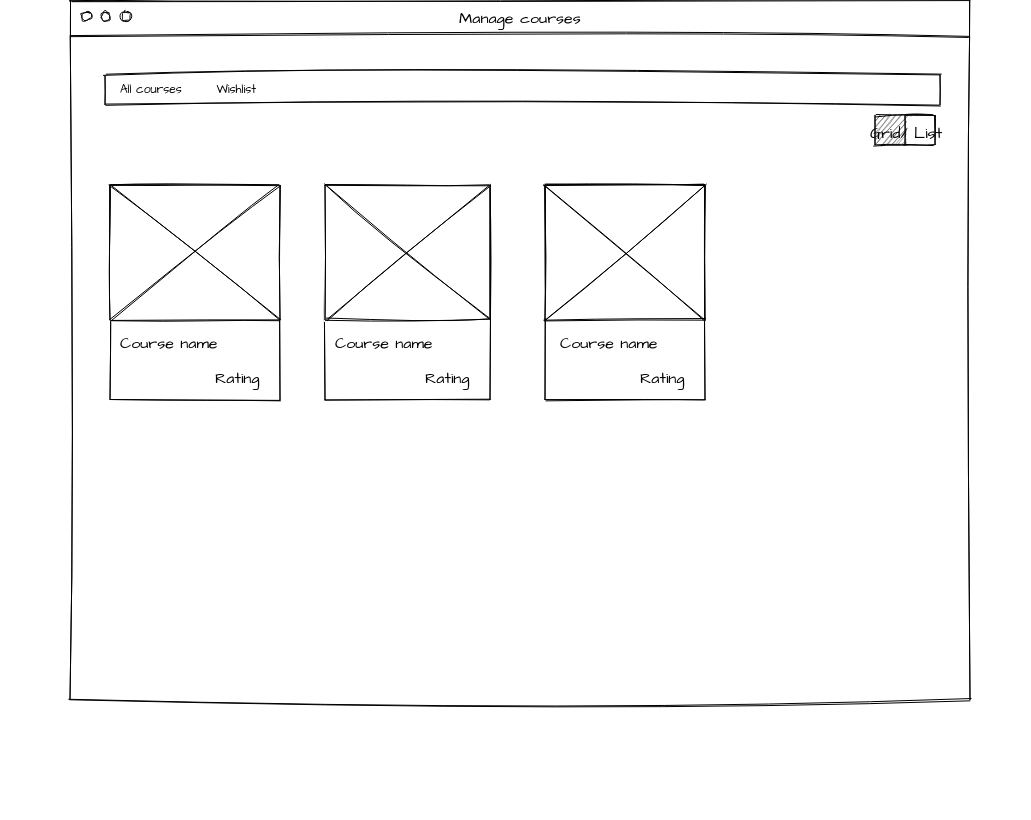 Manage courses
All courses Wishlist
Grid/ List
Course name Course name Course name
Rating Rating Rating